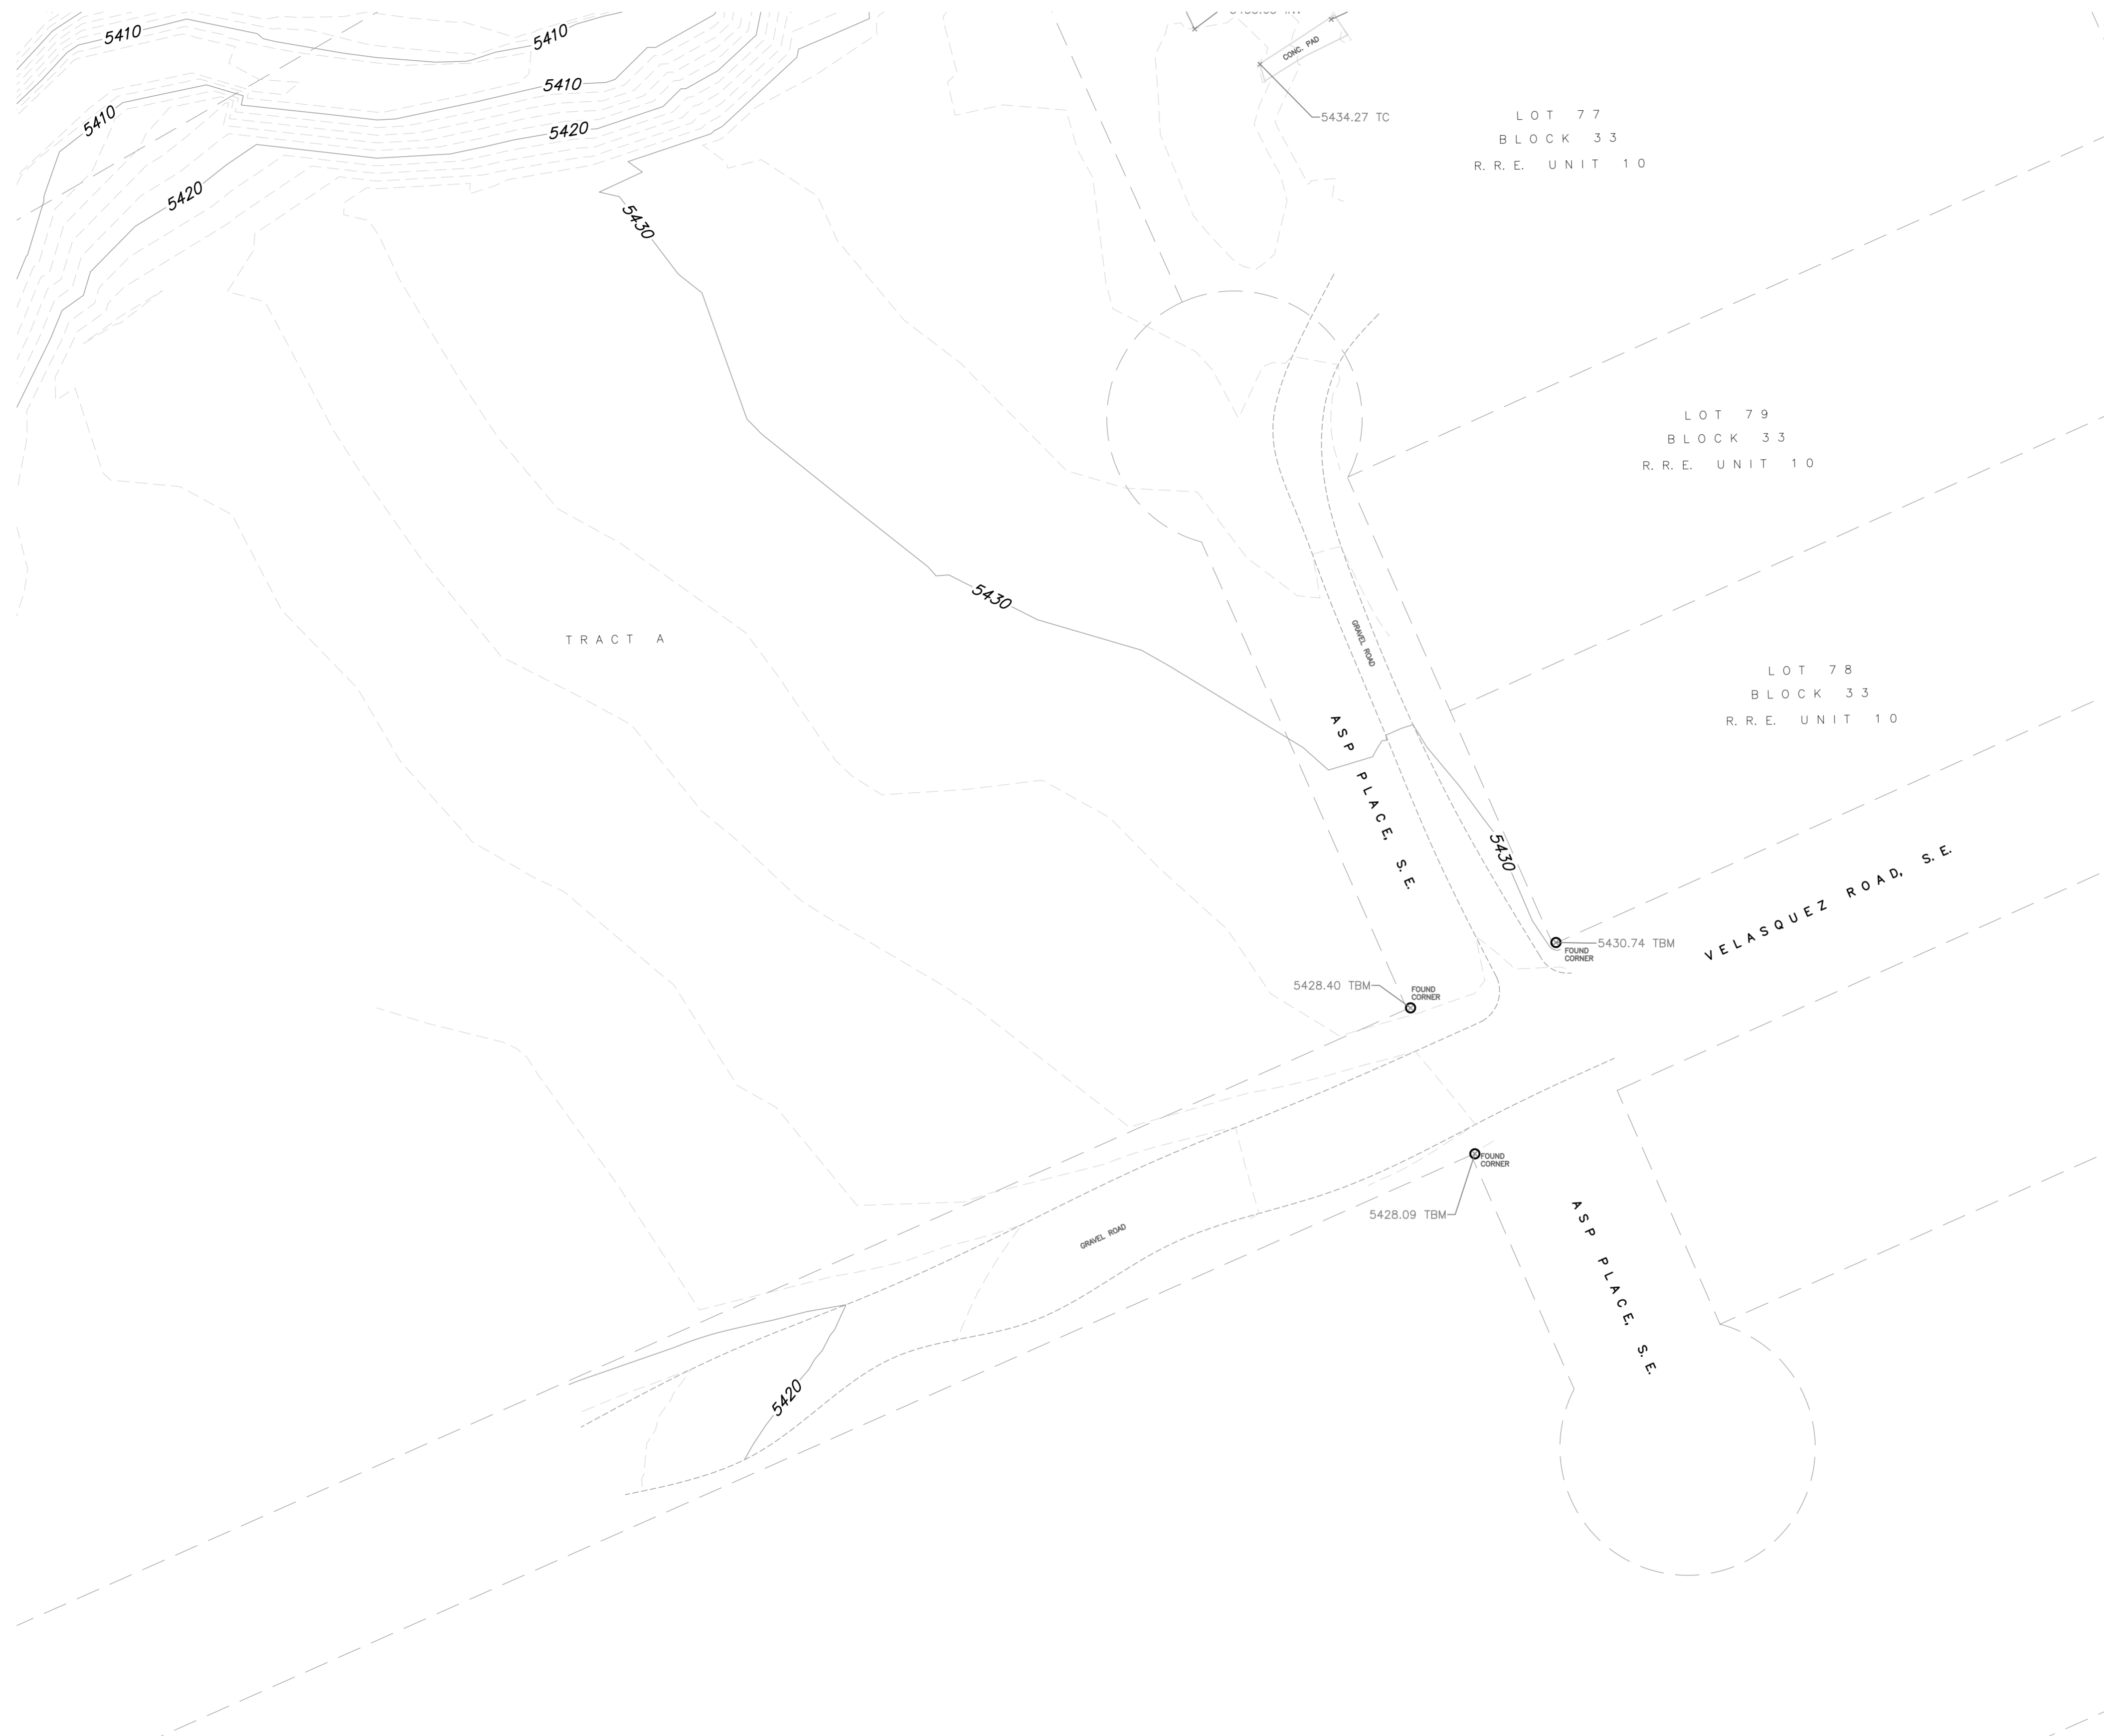 5410
5410
5410
5410
5420
5420
5430
CONC. PAD
5434.27 TC
LOT 77
BLOCK 33
R.R.E. UNIT 10
LOT 79
BLOCK 33
R.R.E. UNIT 10
5430
TRACT A
GRAVEL ROAD
LOT 78
BLOCK 33
R.R.E. UNIT 10
ASP PLACE, S.E.
5430
VELASQUEZ ROAD, S.E.
5430.74 TBM
FOUND
CORNER
5428.40 TBM
FOUND
CORNER
FOUND
CORNER
5428.09 TBM
GRAVEL ROAD
ASP PLACE, S.E.
5420